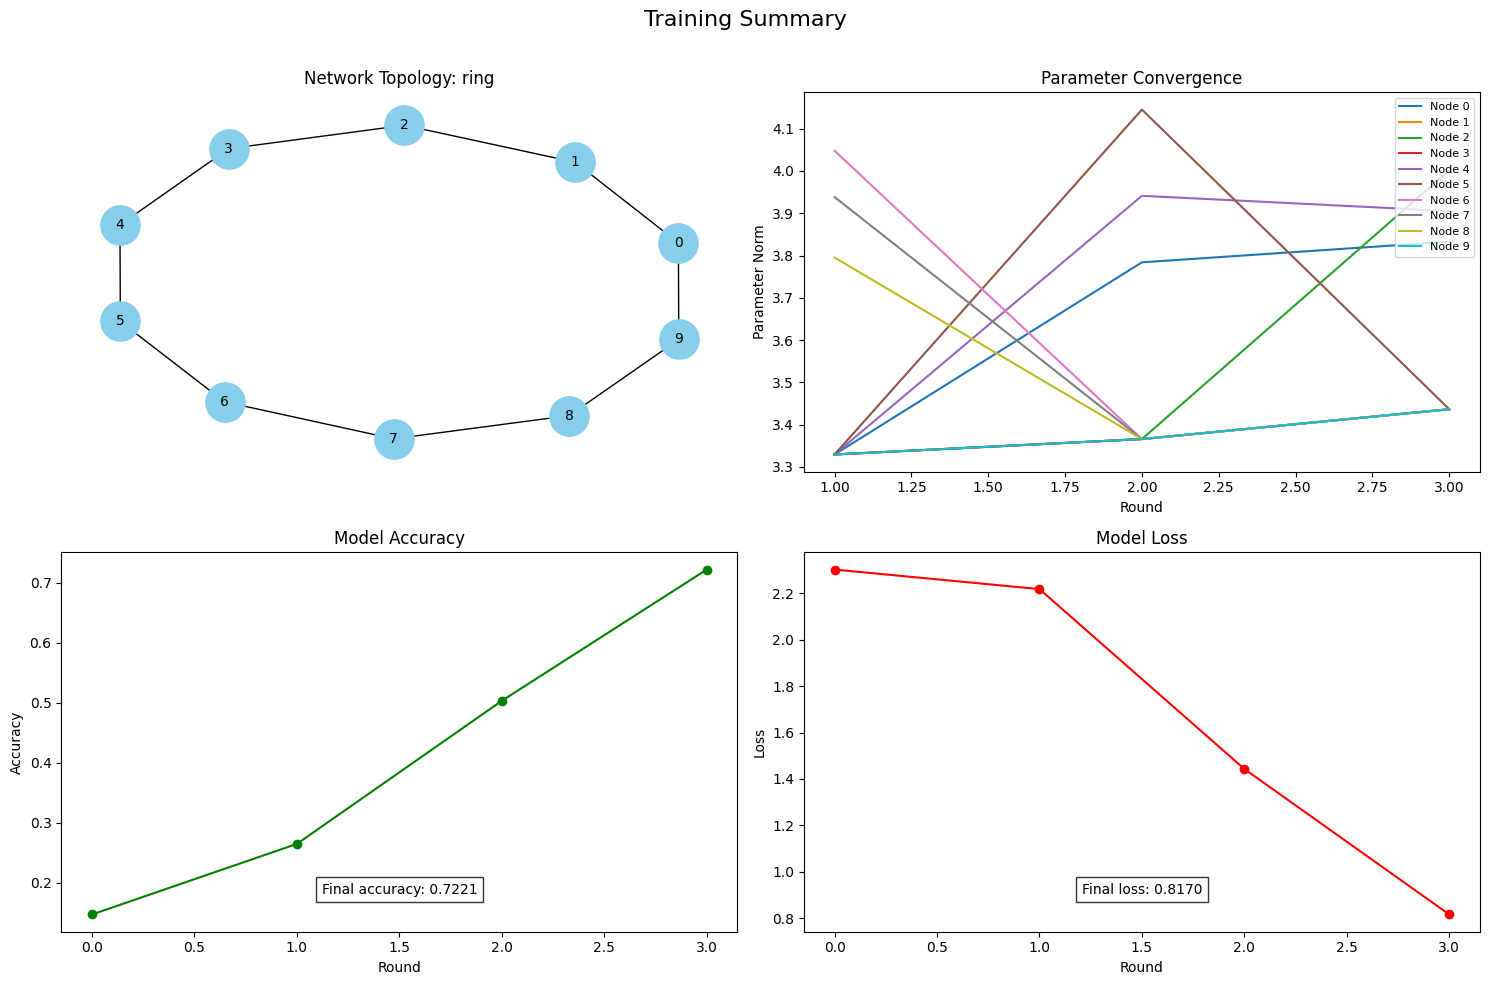 Training Summary
Network Topology: ring
2
3
1
4
0
5
9
6
8
7
Parameter Convergence
Parameter Norm
4.1
4.0
3.9
3.8
3.7
3.6
3.5
3.4
3.3
Node 0
Node 1
Node 2
Node 3
Node 4
Node 5
Node 6
Node 7
Node 8
Node 9
1.00 1.25 1.50 1.75 2.00 2.25 2.50 2.75 3.00
Round
Model Accuracy
Accuracy
0.7
0.6
0.5
0.4
0.3
0.2
Final accuracy: 0.7221
0.0 0.5 1.0 1.5 2.0 2.5 3.0
Round
Model Loss
Loss
2.2
2.0
1.8
1.6
1.4
1.2
1.0
0.8
Final loss: 0.8170
0.0 0.5 1.0 1.5 2.0 2.5 3.0
Round